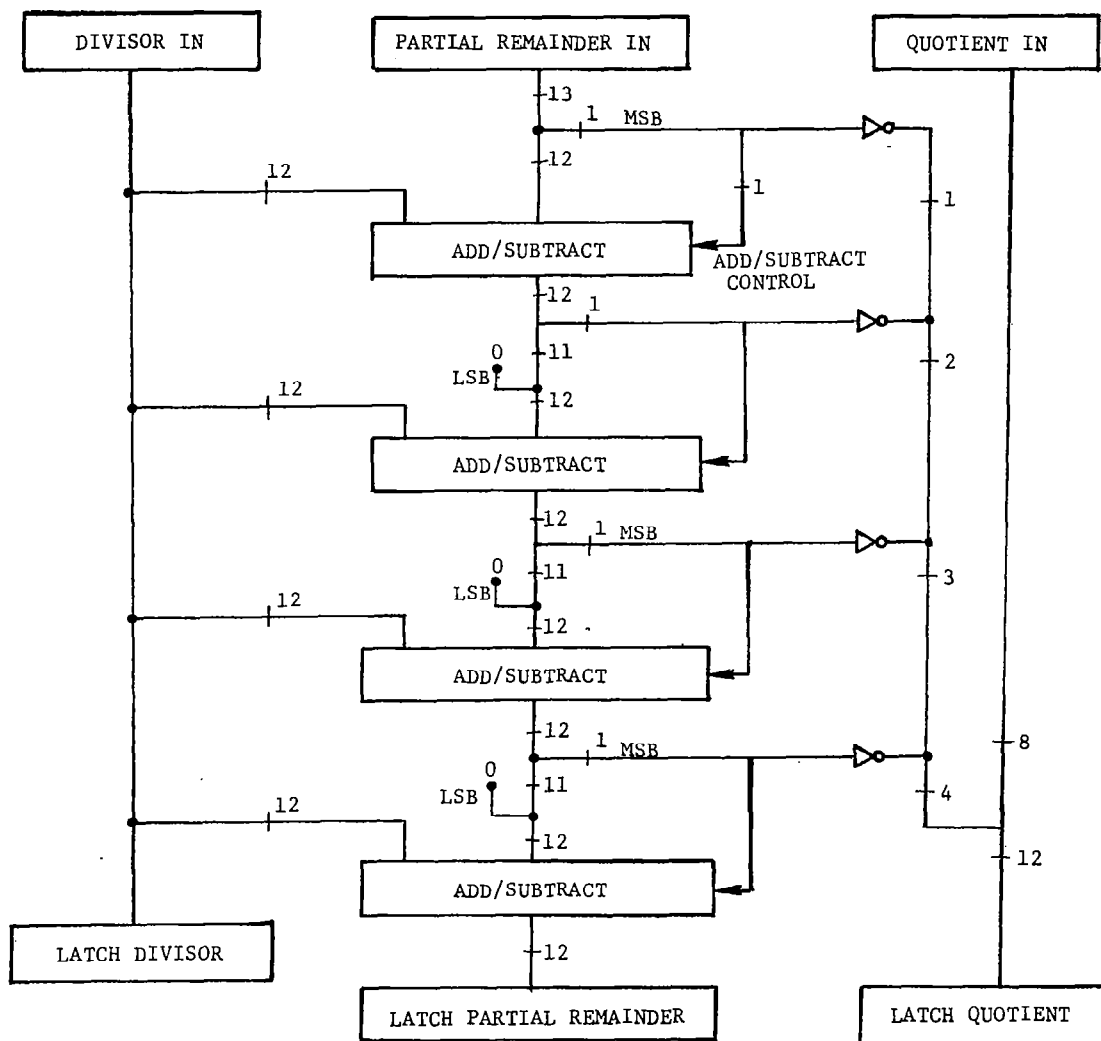 DIVISOR IN
PARTIAL REMAINDER IN
QUOTIENT IN
13
1 MSB
12
1
1
12
ADD/SUBTRACT
ADD/SUBTRACT
CONTROL
12
1
2
11
0
LSB
12
12
ADD/SUBTRACT
12
1 MSB
11
3
0
LSB
12
12
ADD/SUBTRACT
12
1 MSB
8
11
4
0
LSB
12
12
12
ADD/SUBTRACT
12
LATCH DIVISOR
LATCH PARTIAL REMAINDER
LATCH QUOTIENT